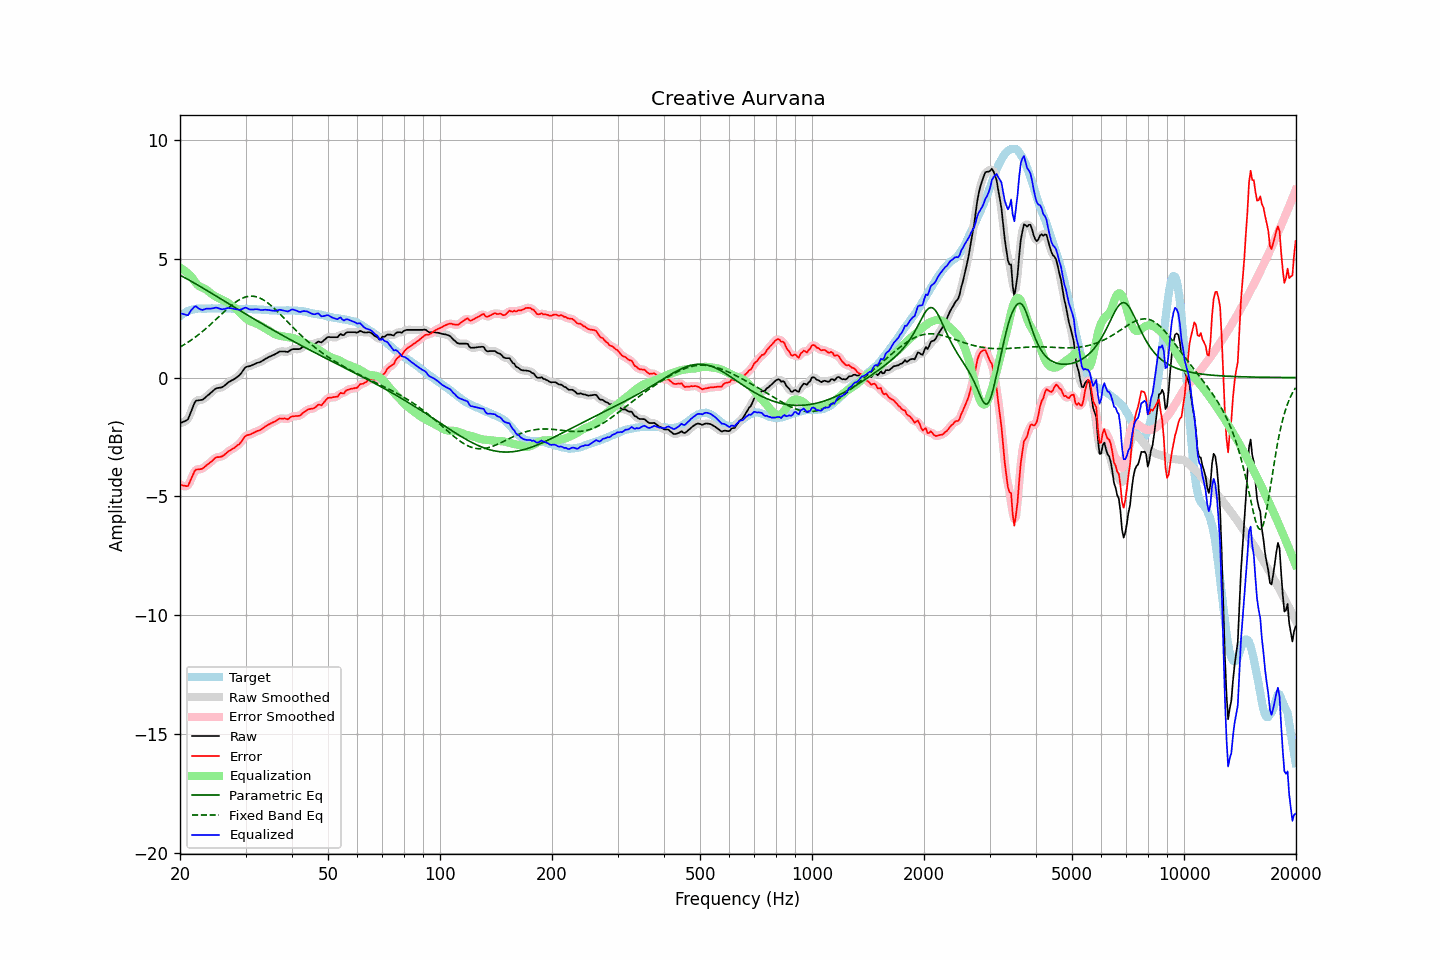 Creative Aurvana
10
5
0
−5
−10
−15
−20
Amplitude (dBr)
Target
Raw Smoothed
Error Smoothed
Raw
Error
Equalization
Parametric Eq
Fixed Band Eq
Equalized
20 50 100 200 500 1000 2000 5000 10000 20000
Frequency (Hz)